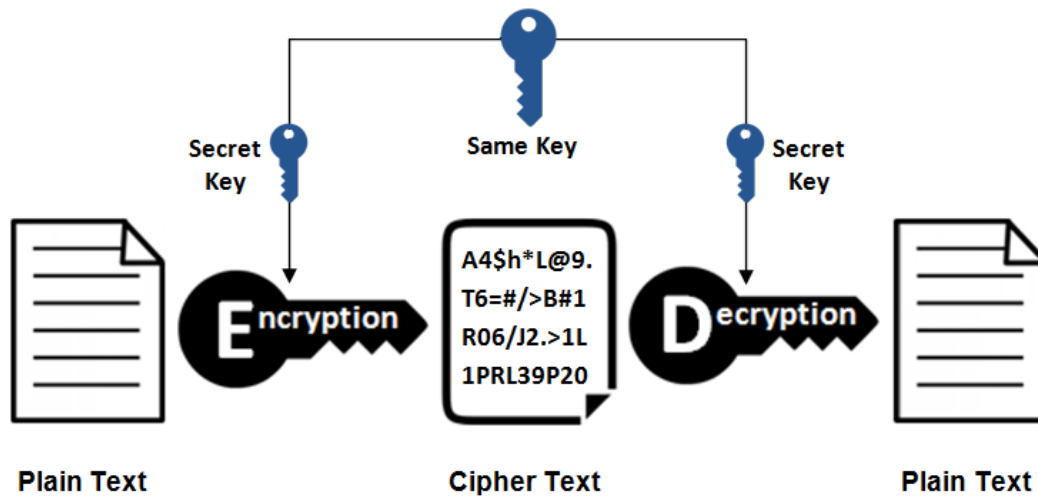 Same Key
Secret
Key
Secret
Key
Encryption
A4$h*L@9.
T6=#/>B#1
R06/J2.>1L
1PRL39P20
Decryption
Plain Text
Cipher Text
Plain Text